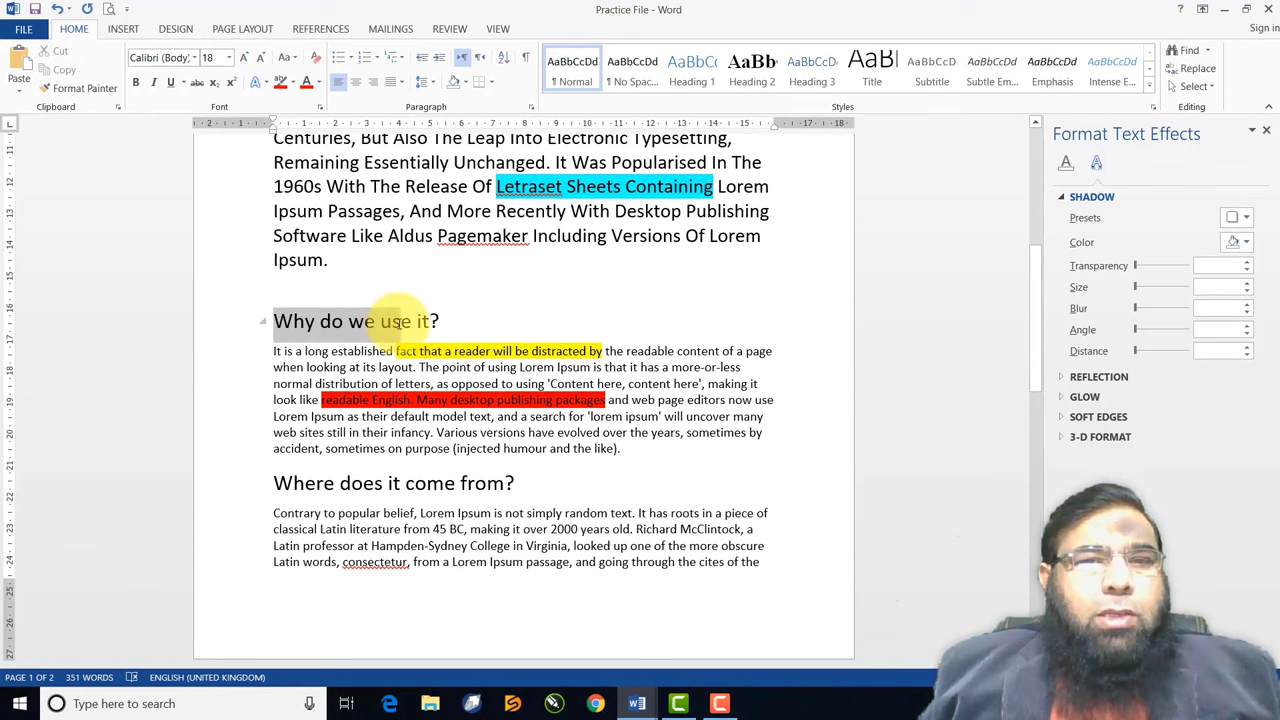 Practice File - Word
Sign in
FILE HOME INSERT DESIGN PAGE LAYOUT REFERENCES MAILINGS REVIEW VIEW
Paste
Cut
Copy
Format Painter
Clipboard
Calibri (Body) 18
Font
Paragraph
AaBbCcDd AaBbCcDd AaBbCc AaBb AaBbCcDd AaBl AaBbCcDd AaBbCcDd AaBbCcDd AaBbCcDd
¶ Normal ¶ No Spac... Heading 1 Heading 2 Heading 3 Title Subtitle Subtle Em... Emphasis Intense E...
Styles
Find
Replace
Select
Editing
Centuries, But Also The Leap Into Electronic Typesetting,
Remaining Essentially Unchanged. It Was Popularised In The
1960s With The Release Of Letraset Sheets Containing Lorem
Ipsum Passages, And More Recently With Desktop Publishing
Software Like Aldus Pagemaker Including Versions Of Lorem
Ipsum.
Why do we use it?
It is a long established fact that a reader will be distracted by the readable content of a page
when looking at its layout. The point of using Lorem Ipsum is that it has a more-or-less
normal distribution of letters, as opposed to using 'Content here, content here', making it
look like readable English. Many desktop publishing packages and web page editors now use
Lorem Ipsum as their default model text, and a search for 'lorem ipsum' will uncover many
web sites still in their infancy. Various versions have evolved over the years, sometimes by
accident, sometimes on purpose (injected humour and the like).
Where does it come from?
Contrary to popular belief, Lorem Ipsum is not simply random text. It has roots in a piece of
classical Latin literature from 45 BC, making it over 2000 years old. Richard McClintock, a
Latin professor at Hampden-Sydney College in Virginia, looked up one of the more obscure
Latin words, consectetur, from a Lorem Ipsum passage, and going through the cites of the
Format Text Effects
SHADOW
Presets
Color
Transparency
Size
Blur
Angle
Distance
REFLECTION
GLOW
SOFT EDGES
3-D FORMAT
PAGE 1 OF 2 351 WORDS ENGLISH (UNITED KINGDOM)
Type here to search